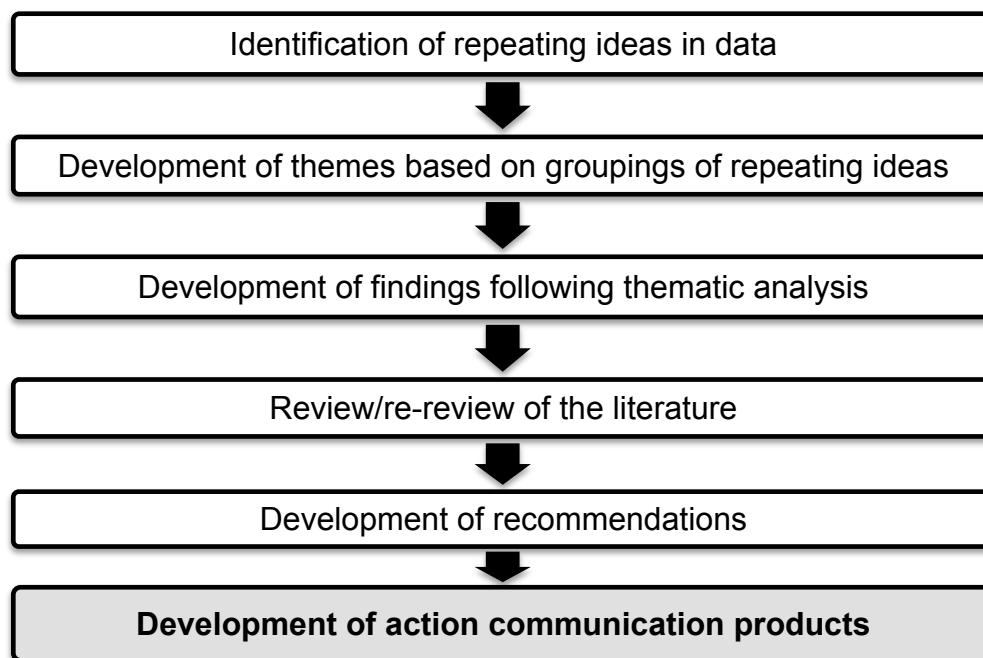 Identification of repeating ideas in data
Development of themes based on groupings of repeating ideas
Development of findings following thematic analysis
Review/re-review of the literature
Development of recommendations
Development of action communication products